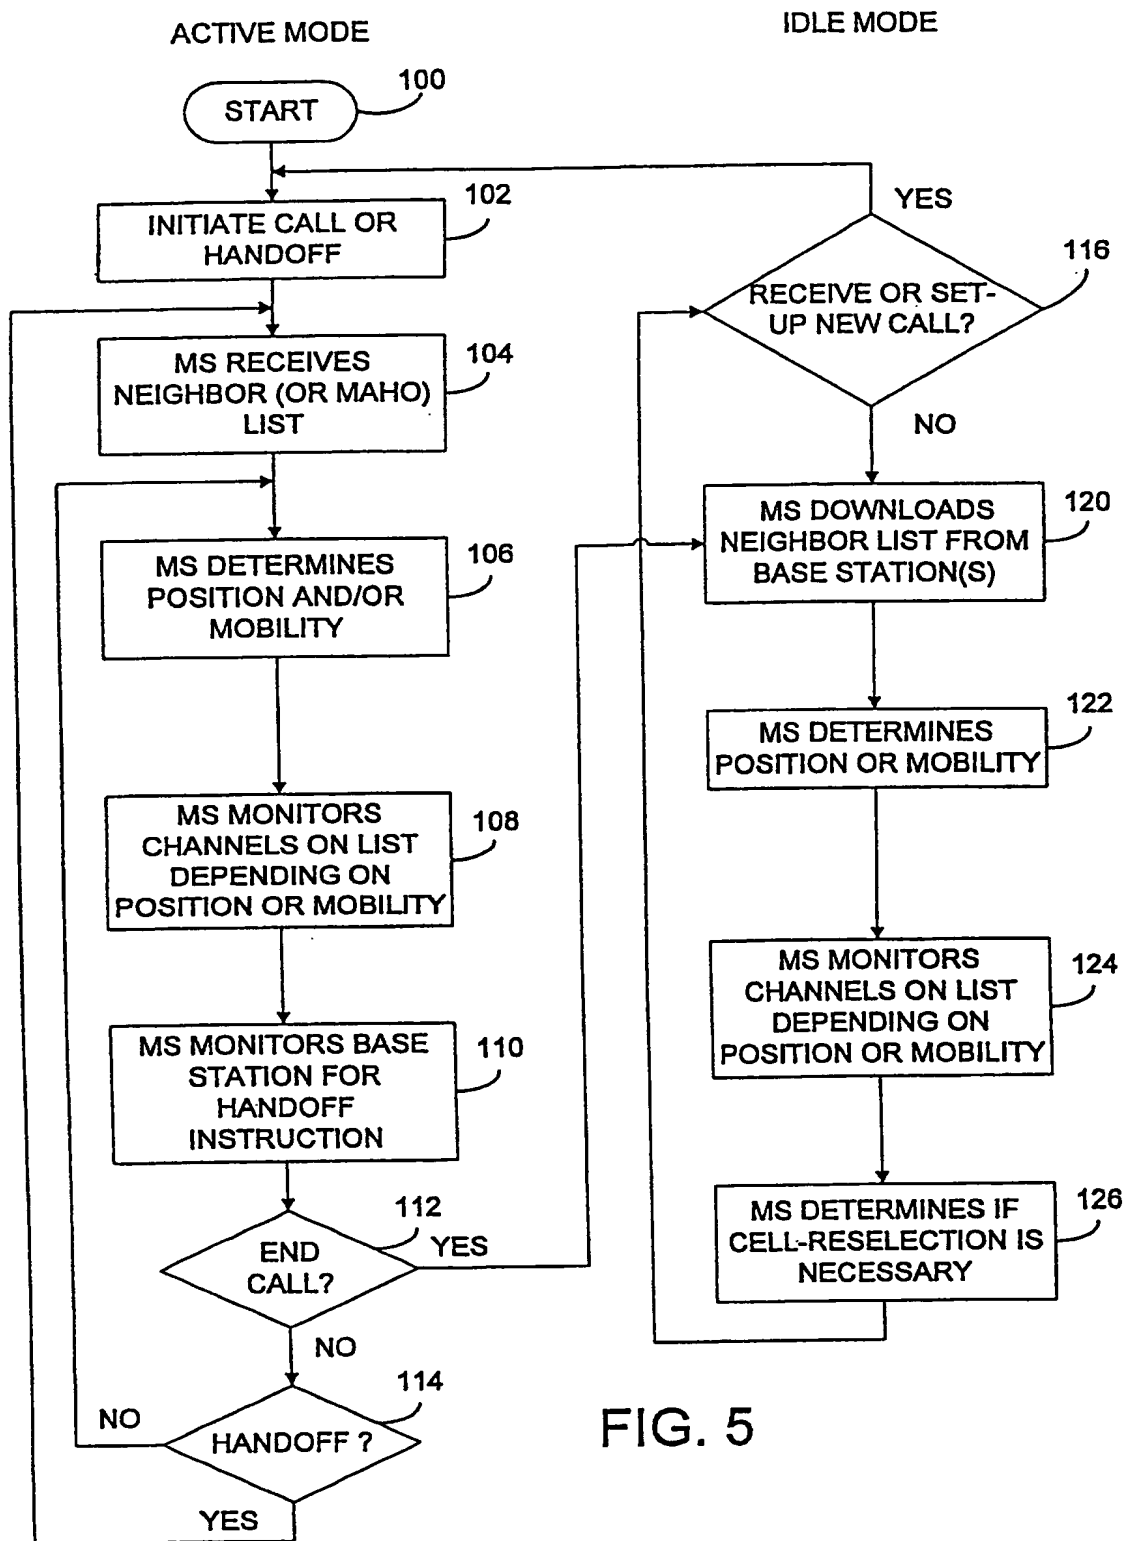 ACTIVE MODE
START
100
INITIATE CALL OR
HANDOFF
102
MS RECEIVES
NEIGHBOR (OR MAHO)
LIST
104
MS DETERMINES
POSITION AND/OR
MOBILITY
106
MS MONITORS
CHANNELS ON LIST
DEPENDING ON
POSITION OR MOBILITY
108
MS MONITORS BASE
STATION FOR
HANDOFF
INSTRUCTION
110
END
CALL?
112
YES
NO
HANDOFF ?
114
NO
YES
IDLE MODE
YES
RECEIVE OR SET-
UP NEW CALL?
116
NO
MS DOWNLOADS
NEIGHBOR LIST FROM
BASE STATION(S)
120
MS DETERMINES
POSITION OR MOBILITY
122
MS MONITORS
CHANNELS ON LIST
DEPENDING ON
POSITION OR MOBILITY
124
MS DETERMINES IF
CELL-RESELECTION IS
NECESSARY
126
FIG. 5